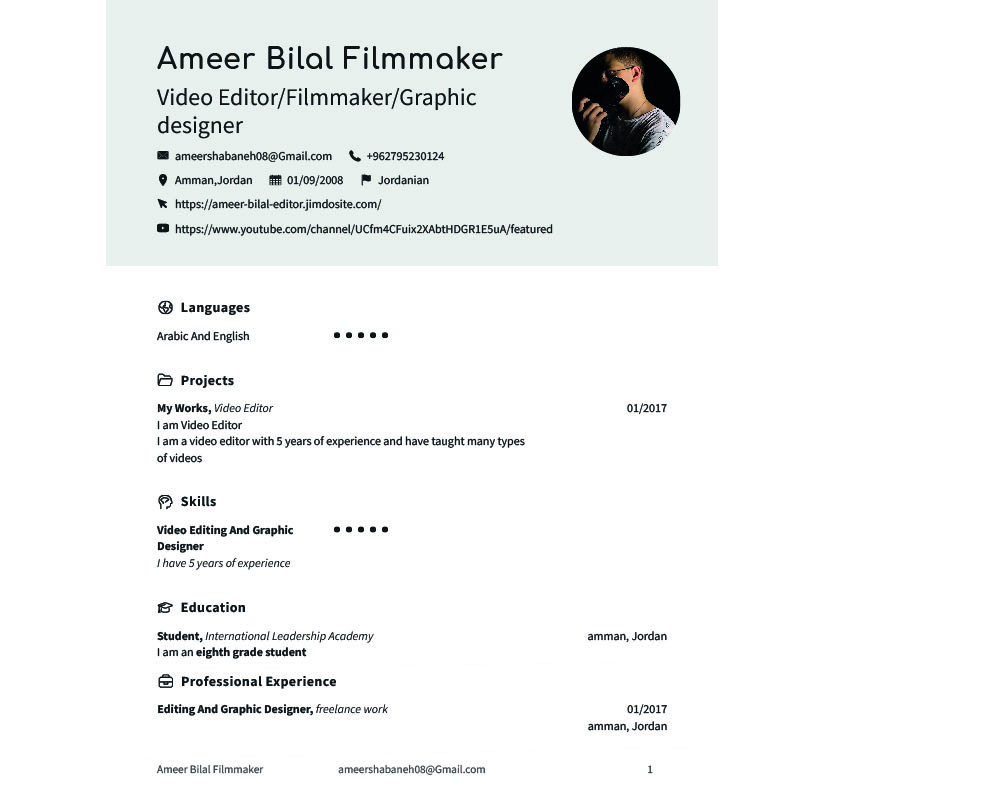 Ameer Bilal Filmmaker
Video Editor/Filmmaker/Graphic
designer
ameershabaneh08@Gmail.com +962795230124
Amman,Jordan 01/09/2008 Jordanian
https://ameer-bilal-editor.jimdosite.com/
https://www.youtube.com/channel/UCfm4CFuix2XAbtHDGR1E5uA/featured
Languages
Arabic And English
Projects
My Works, Video Editor 01/2017
I am Video Editor
I am a video editor with 5 years of experience and have taught many types
of videos
Skills
Video Editing And Graphic
Designer
I have 5 years of experience
Education
Student, International Leadership Academy amman, Jordan
I am an eighth grade student
Professional Experience
Editing And Graphic Designer, freelance work 01/2017
amman, Jordan
Ameer Bilal Filmmaker ameershabaneh08@Gmail.com 1